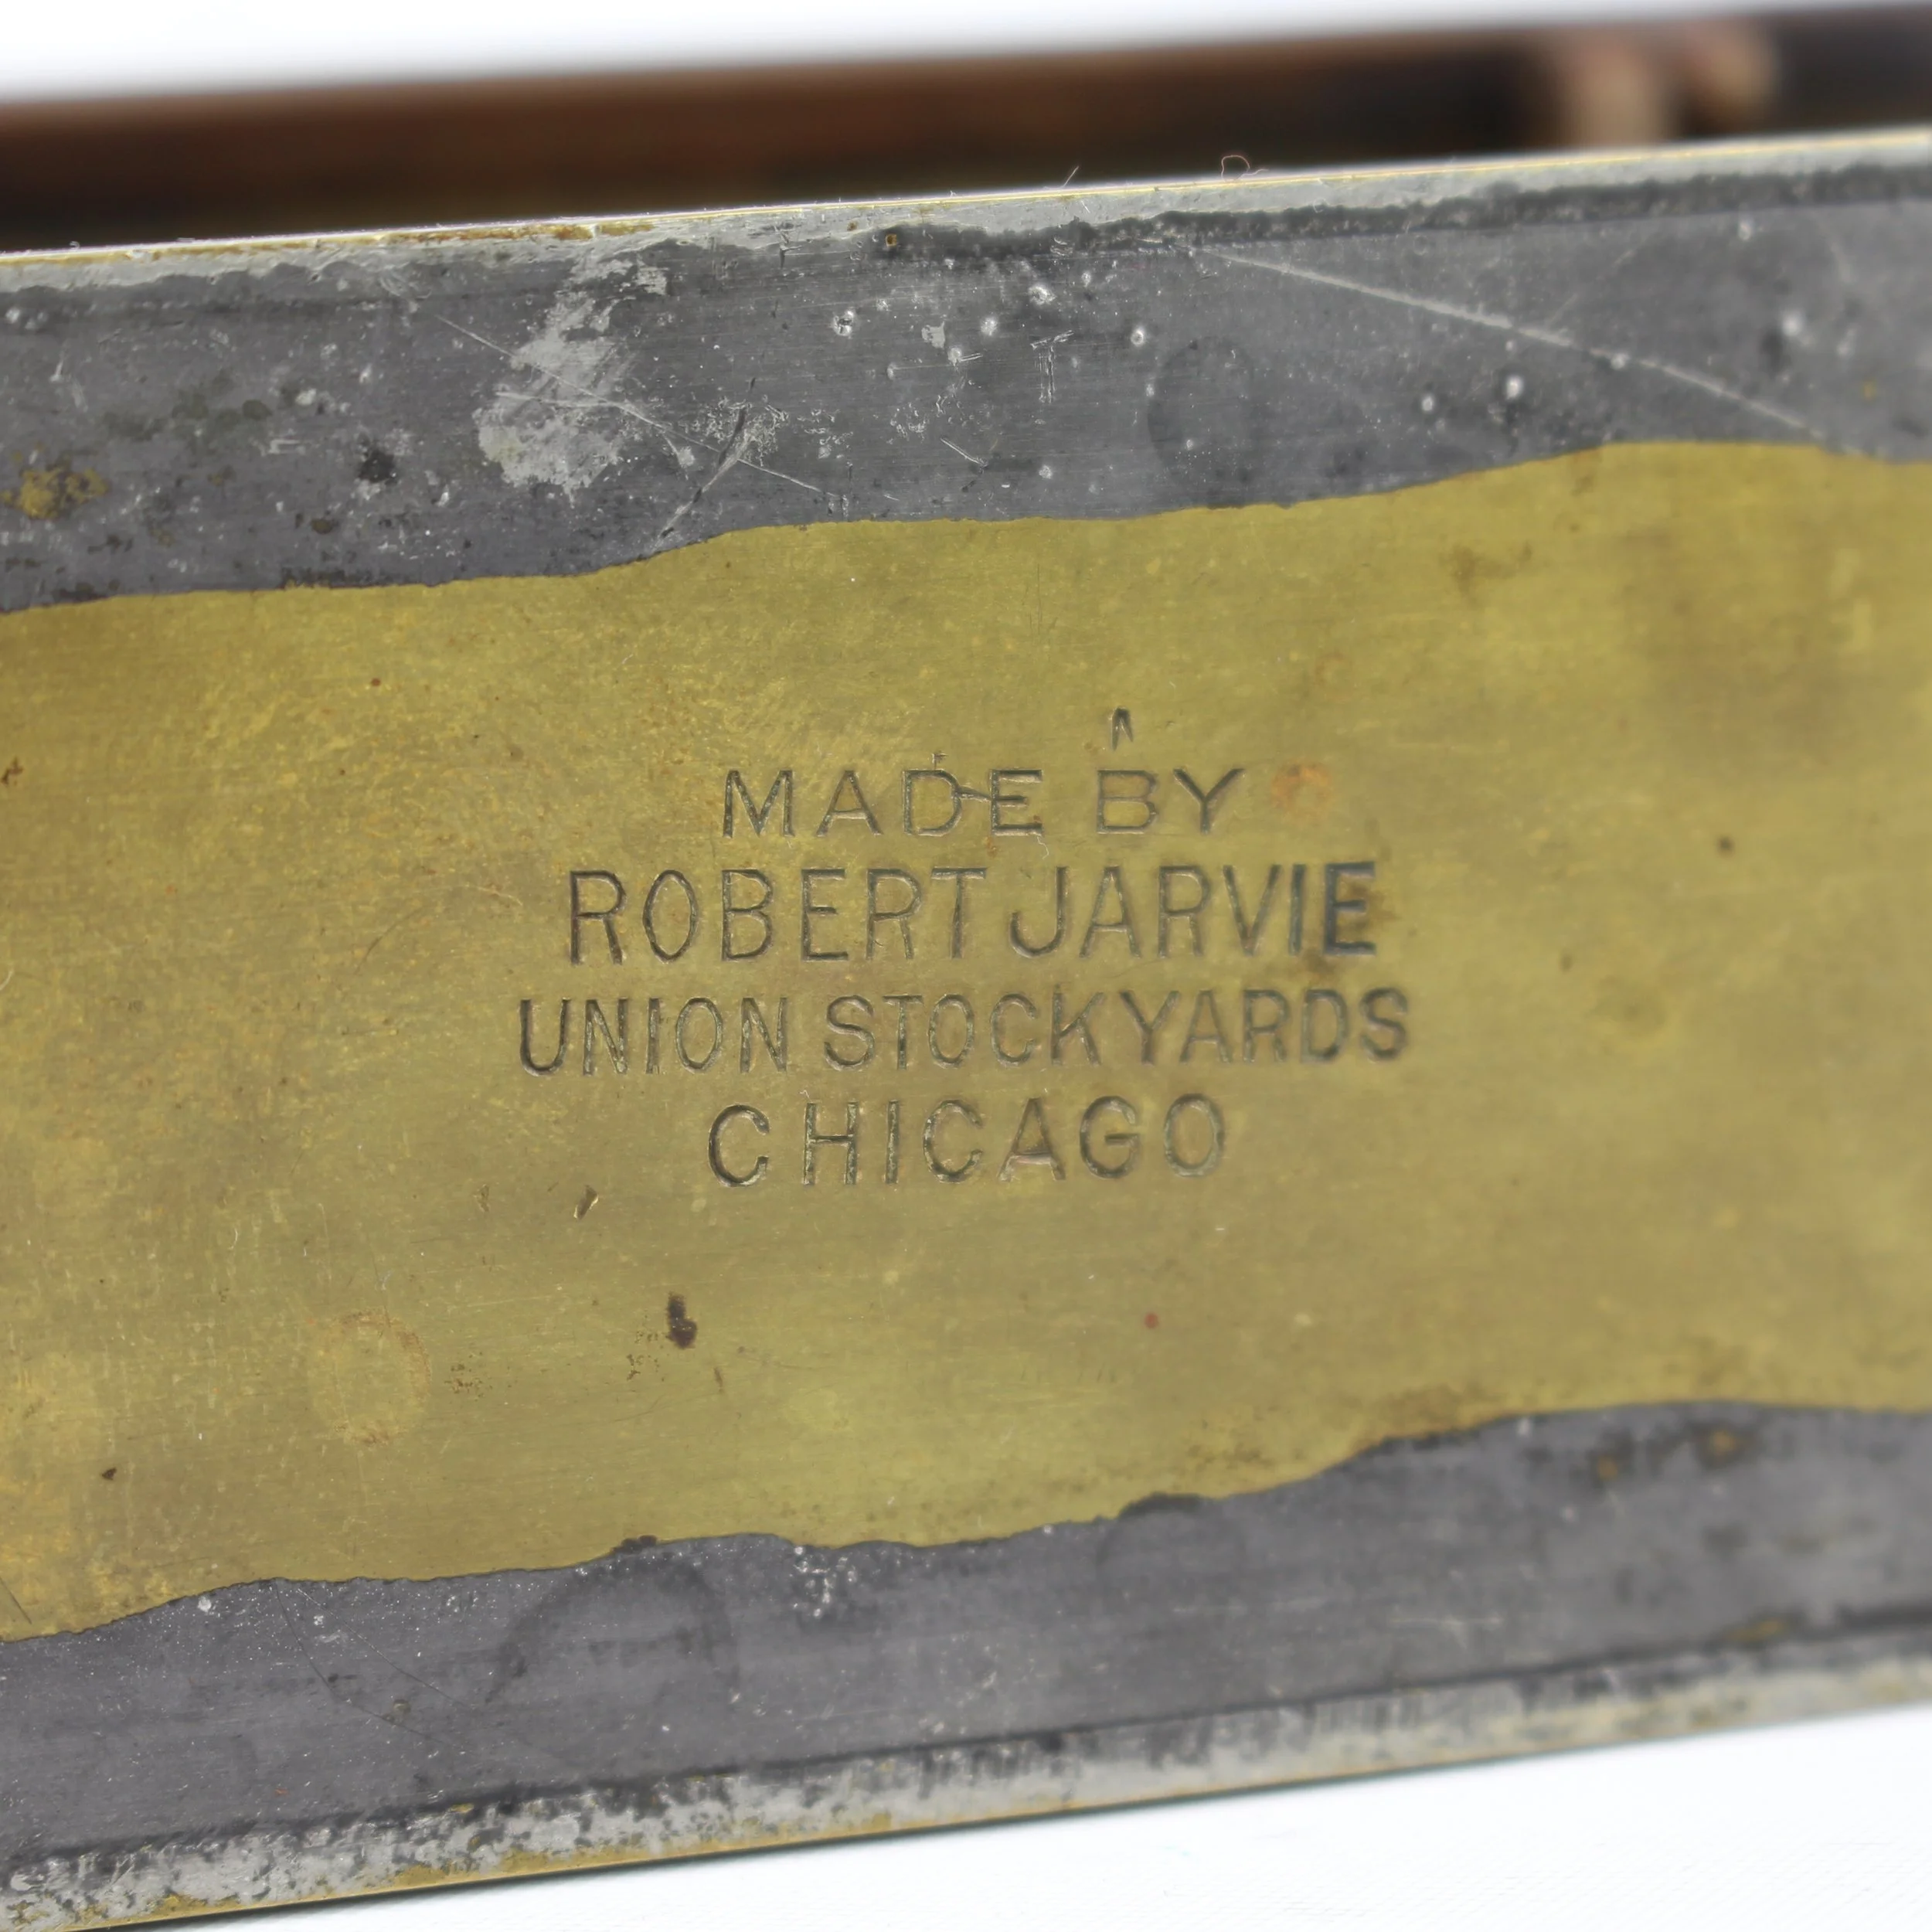 MADE BY
ROBERT JARVIE
UNION STOCKYARDS
CHICAGO